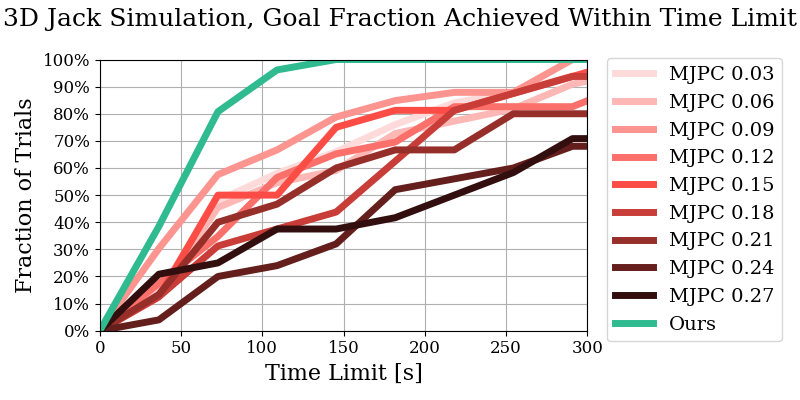 3D Jack Simulation, Goal Fraction Achieved Within Time Limit
100%
90%
80%
70%
60%
50%
40%
30%
20%
10%
0%
Fraction of Trials
0
50
100
150
200
250
300
Time Limit [s]
MJPC 0.03
MJPC 0.06
MJPC 0.09
MJPC 0.12
MJPC 0.15
MJPC 0.18
MJPC 0.21
MJPC 0.24
MJPC 0.27
Ours